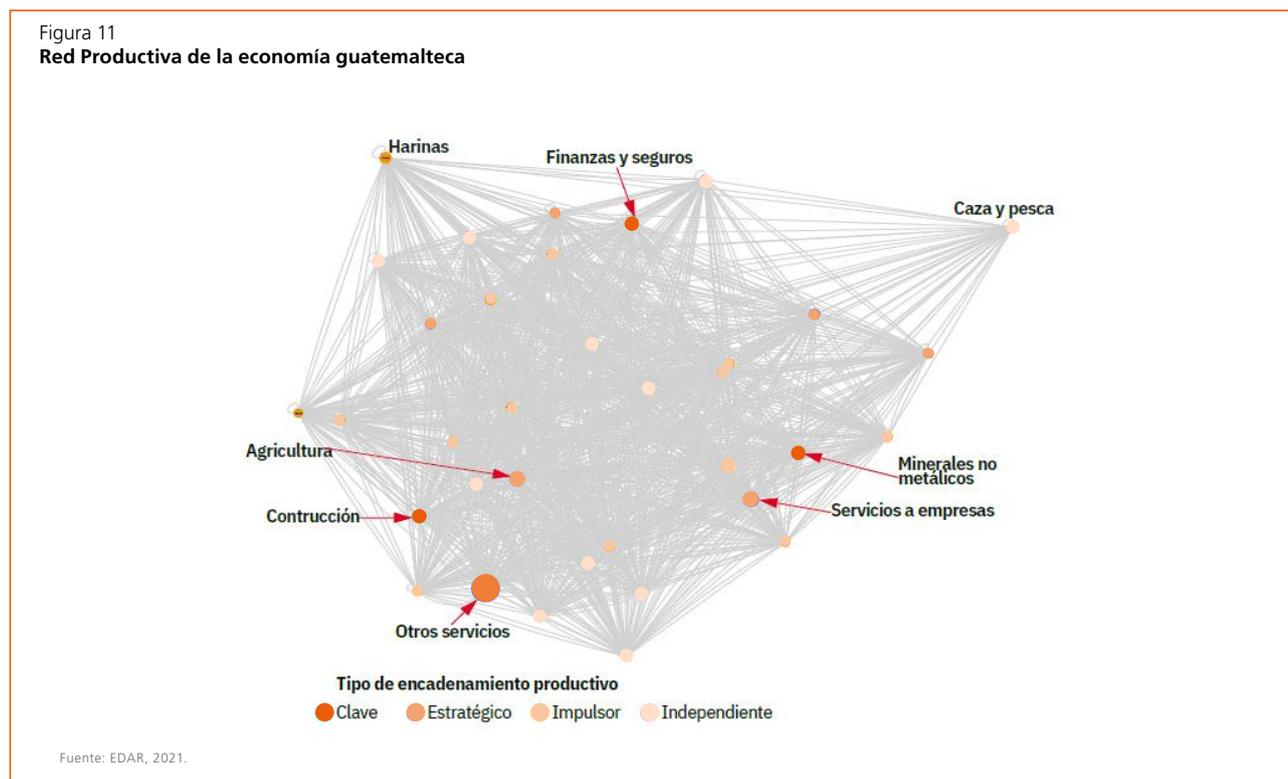 Figura 11
Red Productiva de la economía guatemalteca
Harinas
Finanzas y seguros
Caza y pesca
Agricultura
Minerales no
metálicos
Servicios a empresas
Contrucción
Otros servicios
Tipo de encadenamiento productivo
Clave Estratégico Impulsor Independiente
Fuente: EDAR, 2021.